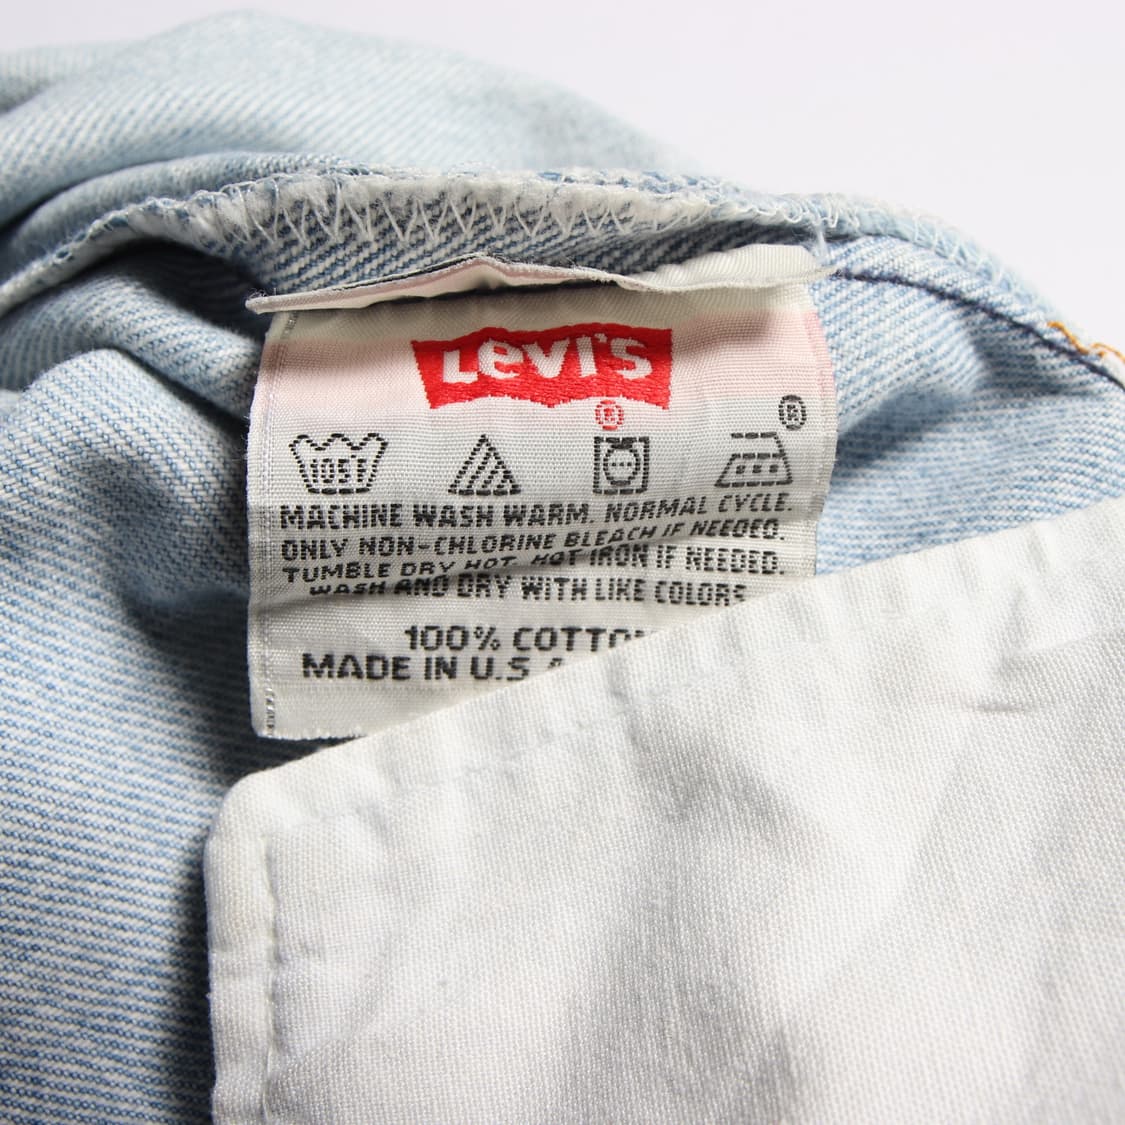 Levi's
®
®
105F
MACHINE WASH WARM. NORMAL CYCLE.
ONLY NON-CHLORINE BLEACH IF NEEDED.
TUMBLE DRY HOT. HOT IRON IF NEEDED.
WASH AND DRY WITH LIKE COLORS
100% COTTON
MADE IN U.S.A